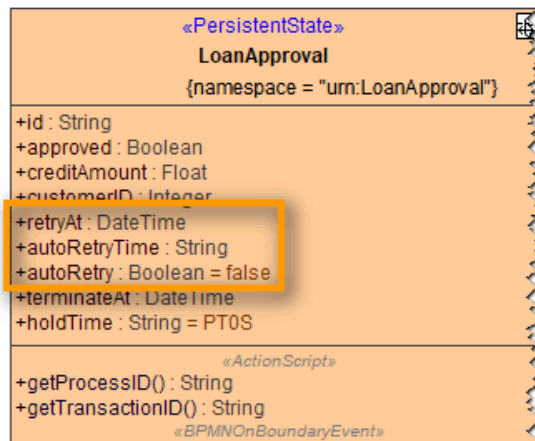 «PersistentState»
LoanApproval
{namespace = "urn:LoanApproval"}
+id : String
+approved : Boolean
+creditAmount : Float
+customerID : Integer
+retryAt : DateTime
+autoRetryTime : String
+autoRetry : Boolean = false
+terminateAt : DateTime
+holdTime : String = PT0S
«ActionScript»
+getProcessID() : String
+getTransactionID() : String
«BPMNOnBoundaryEvent»